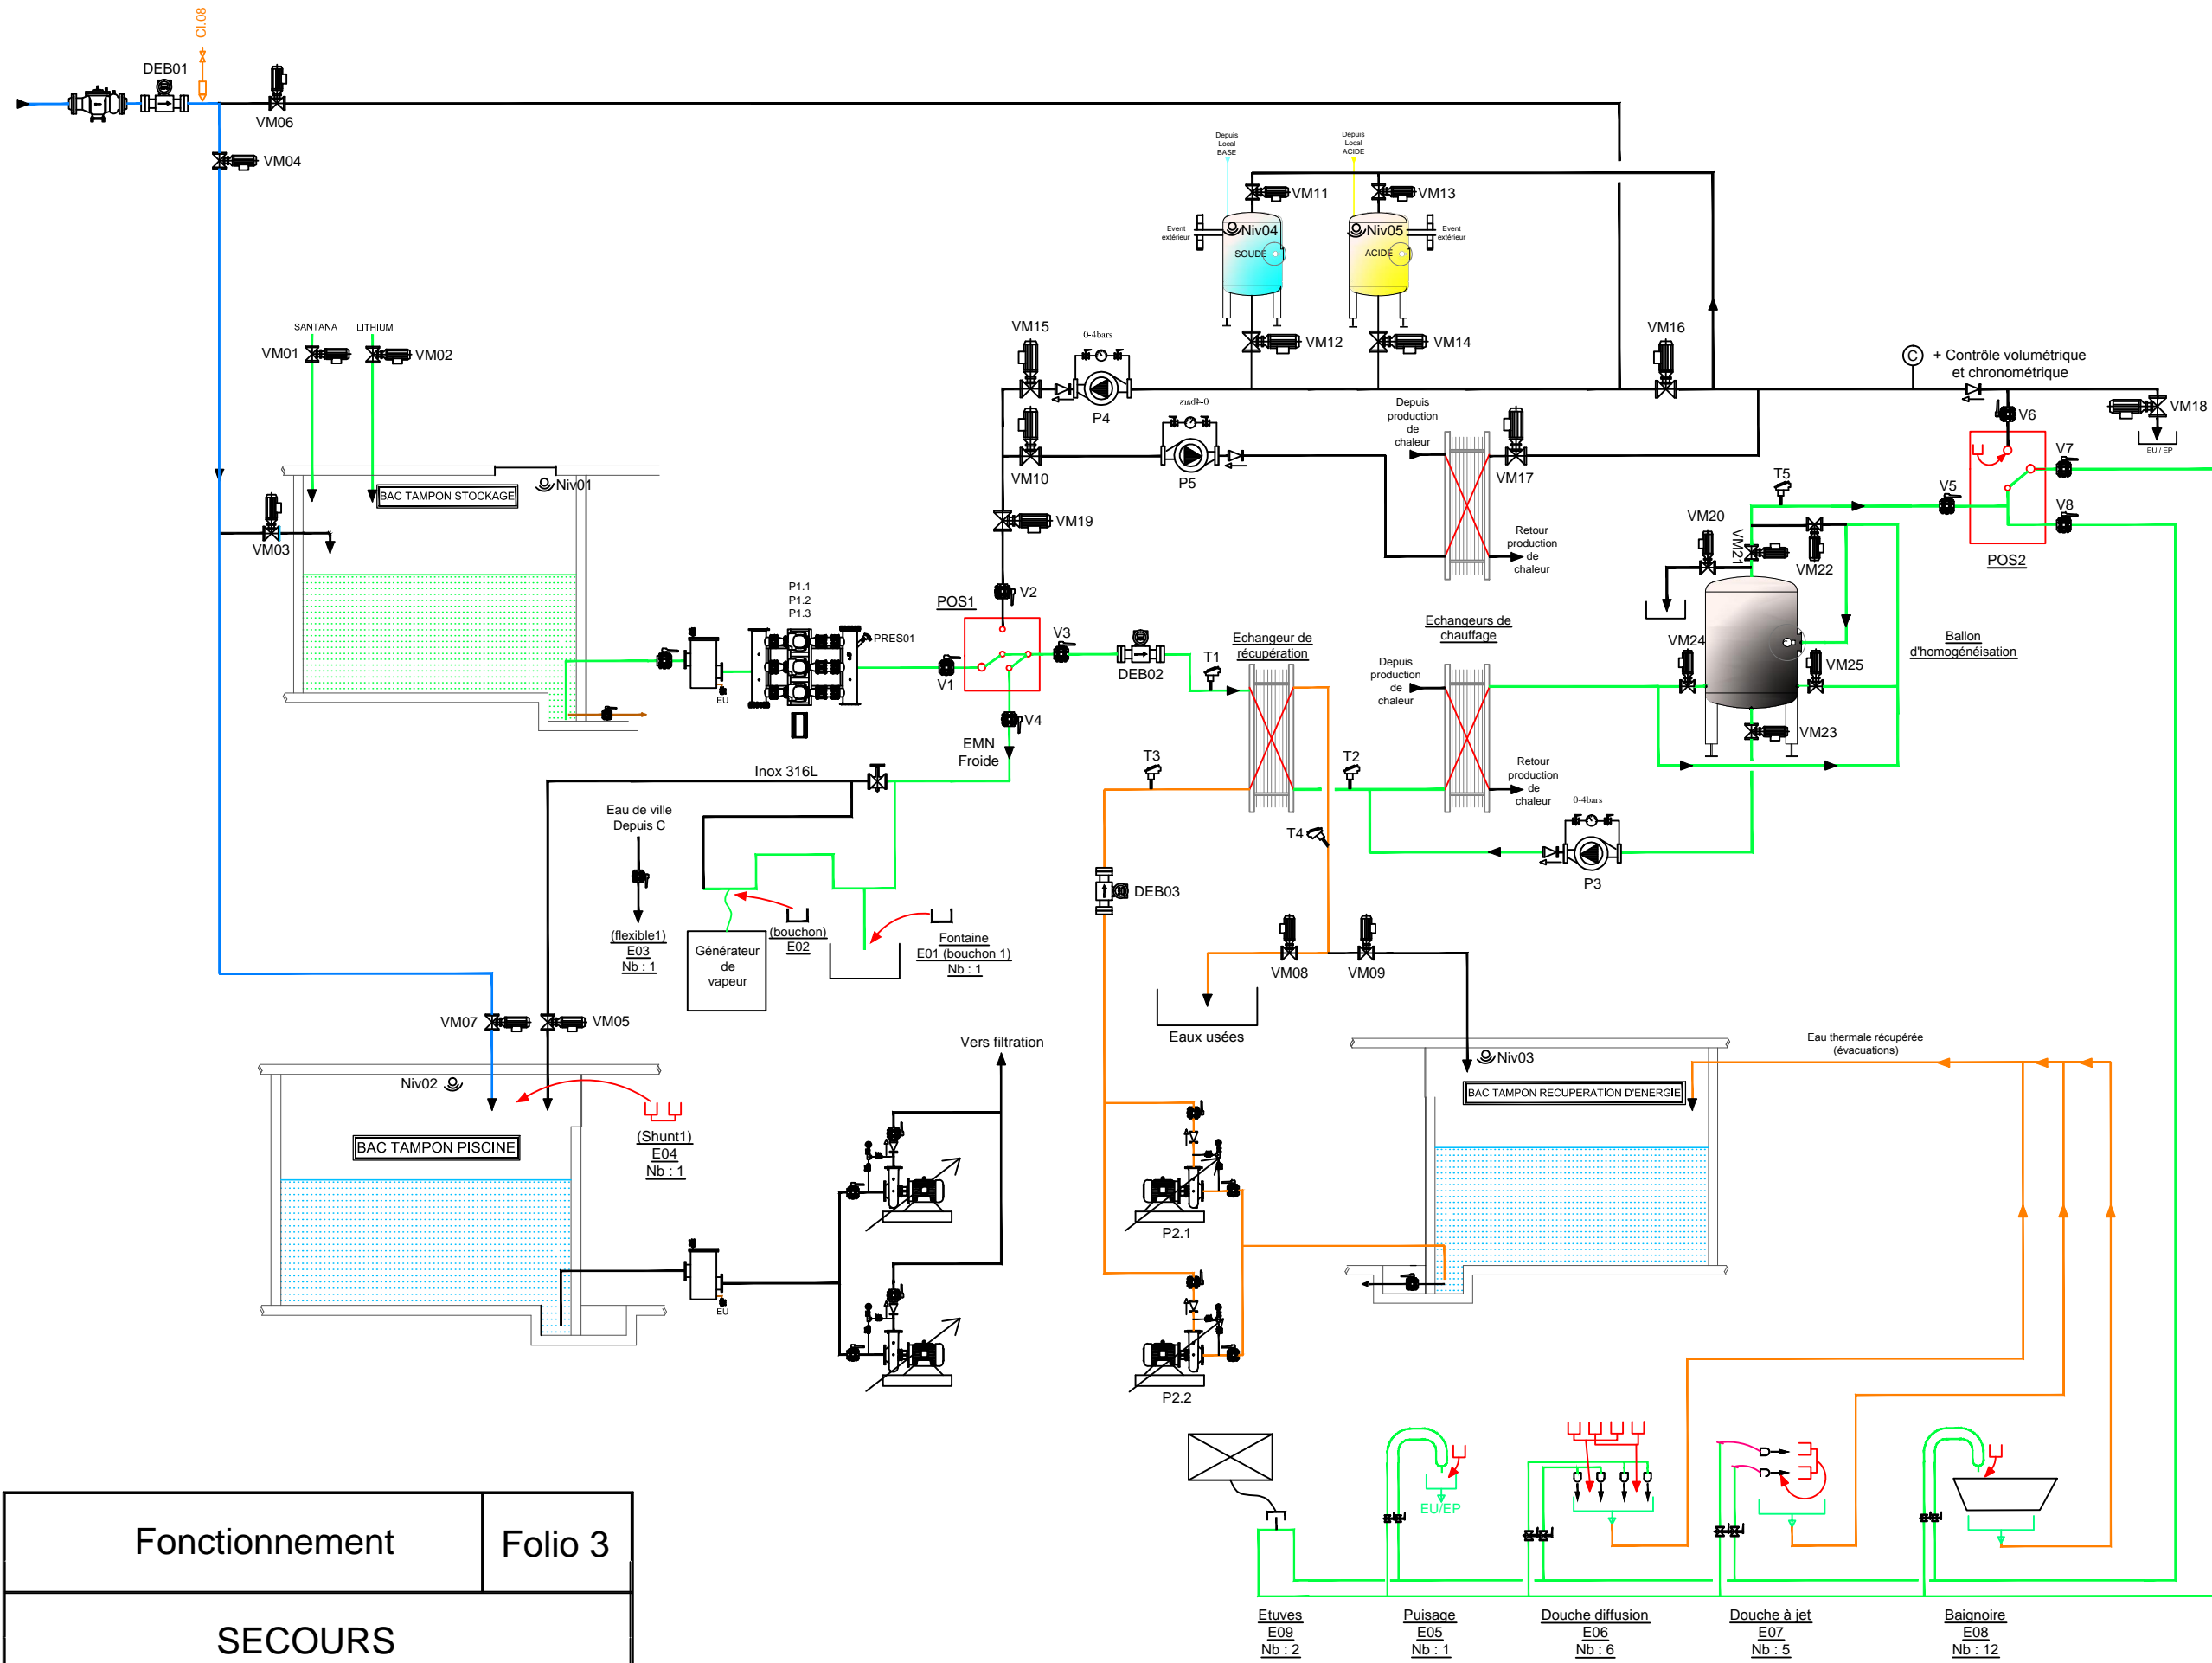 CI.08
DEB01
VM06
VM04
Depuis
Local
BASE
Depuis
Local
ACIDE
VM11
VM13
Event
extérieur
Niv04
SOUDE
Niv05
ACIDE
Event
extérieur
VM12
VM14
SANTANA
LITHIUM
VM01
VM02
VM15
0-4bars
P4
VM16
C
+ Contrôle volumétrique
et chronométrique
V6
VM18
EU / EP
0-4bars
P5
VM10
Depuis
production
de
chaleur
VM17
V7
T5
V5
V8
POS2
BAC TAMPON STOCKAGE
Niv01
VM03
VM19
Retour
production
de
chaleur
VM20
VM21
VM22
P1.1
P1.2
P1.3
PRES01
V2
POS1
V1
V3
V4
EU
DEB02
T1
Echangeur de
récupération
Echangeurs de
chauffage
Depuis
production
de
chaleur
VM24
VM25
VM23
Ballon
d'homogénéisation
EMN
Froide
Inox 316L
T3
T2
T4
Retour
production
de
chaleur
0-4bars
P3
Eau de ville
Depuis C
(flexible1)
E03
Nb : 1
Générateur
de
vapeur
(bouchon)
E02
Fontaine
E01 (bouchon 1)
Nb : 1
DEB03
VM08
VM09
Eaux usées
VM07
VM05
Niv02
BAC TAMPON PISCINE
(Shunt1)
E04
Nb : 1
Vers filtration
Niv03
BAC TAMPON RECUPERATION D'ENERGIE
Eau thermale récupérée
(évacuations)
P2.1
EU
P2.2
EU/EP
Fonctionnement
Folio 3
SECOURS
Etuves
E09
Nb : 2
Puisage
E05
Nb : 1
Douche diffusion
E06
Nb : 6
Douche à jet
E07
Nb : 5
Baignoire
E08
Nb : 12